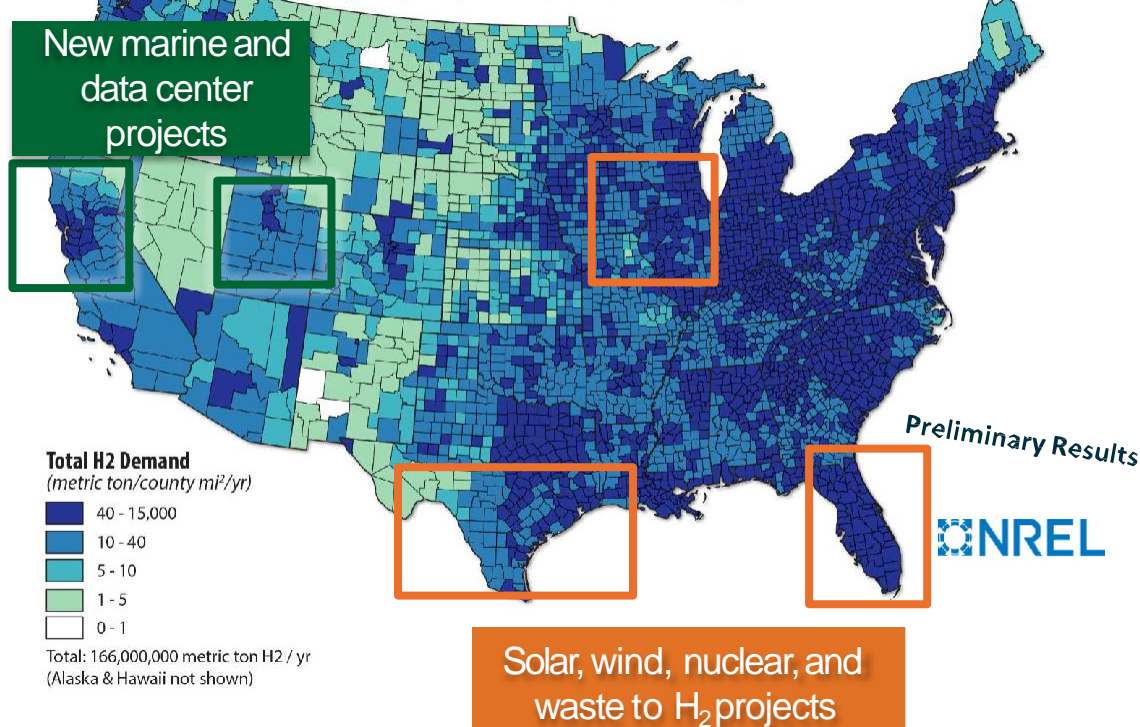 New marine and
data center
projects
Preliminary Results
NREL
Total H2 Demand
(metric ton/county mi²/yr)
40 - 15,000
10 - 40
5 - 10
1 - 5
0 - 1
Total: 166,000,000 metric ton H2 / yr
(Alaska & Hawaii not shown)
Solar, wind, nuclear, and
waste to H₂ projects